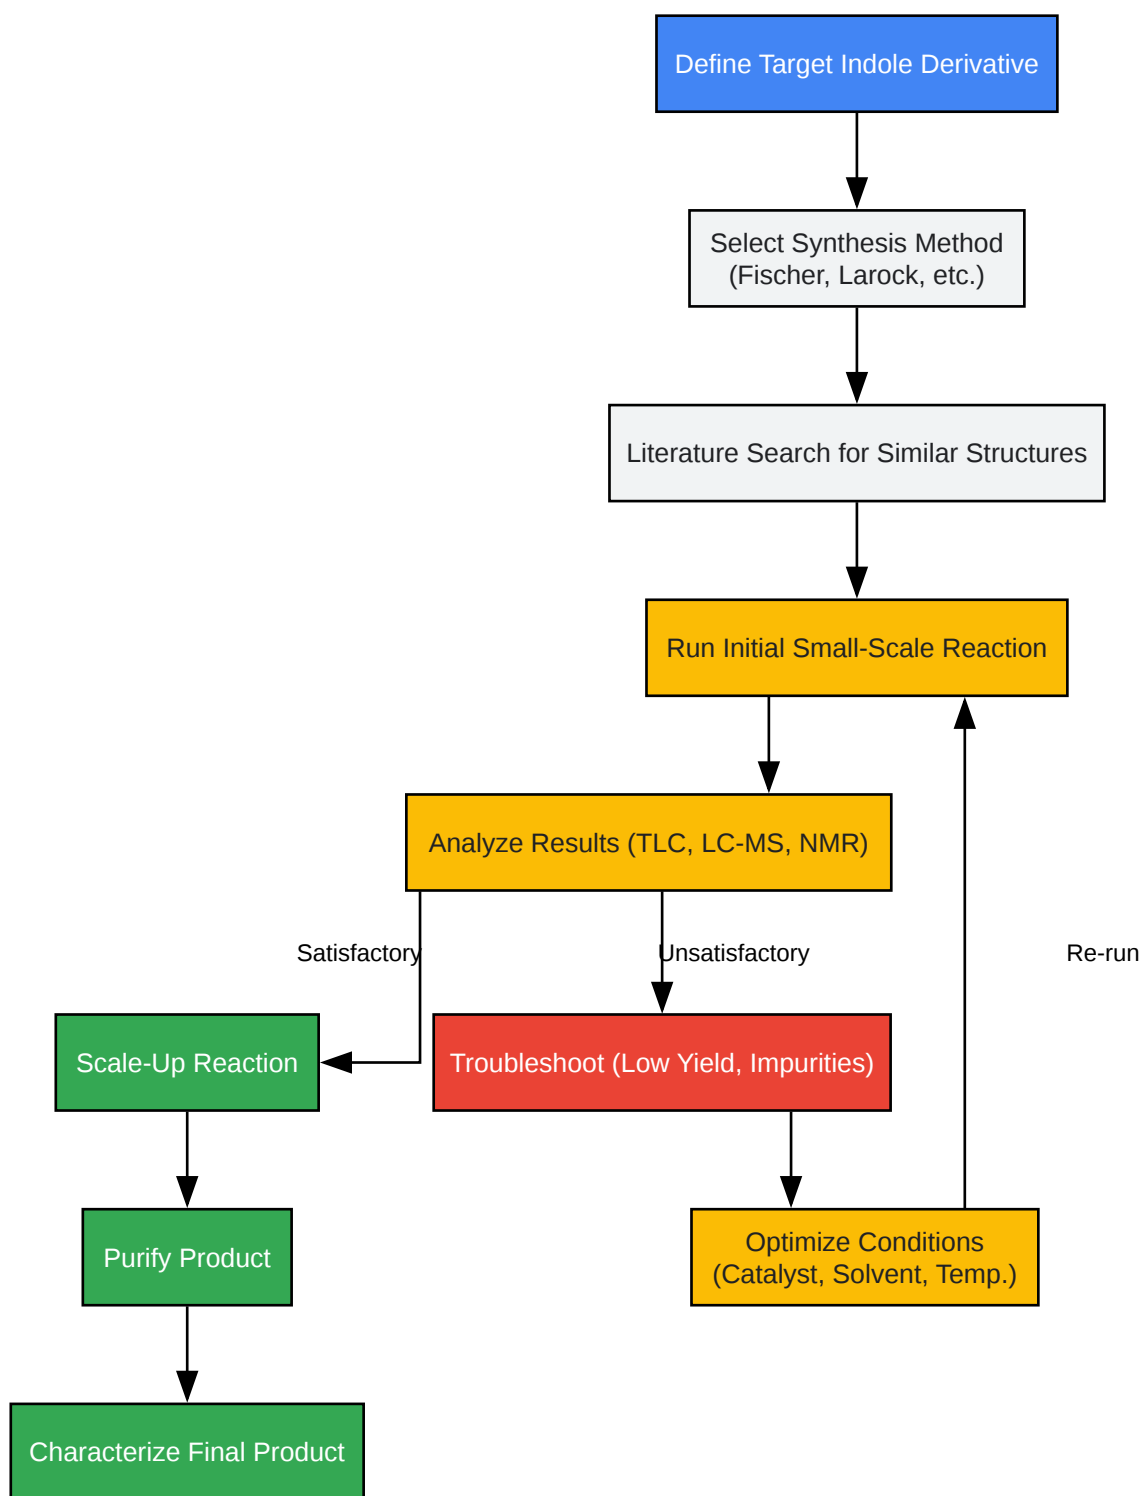 Define Target Indole Derivative
Select Synthesis Method
(Fischer, Larock, etc.)
Literature Search for Similar Structures
Run Initial Small-Scale Reaction
Analyze Results (TLC, LC-MS, NMR)
Satisfactory
Unsatisfactory
Re-run
Scale-Up Reaction
Troubleshoot (Low Yield, Impurities)
Purify Product
Optimize Conditions
(Catalyst, Solvent, Temp.)
Characterize Final Product